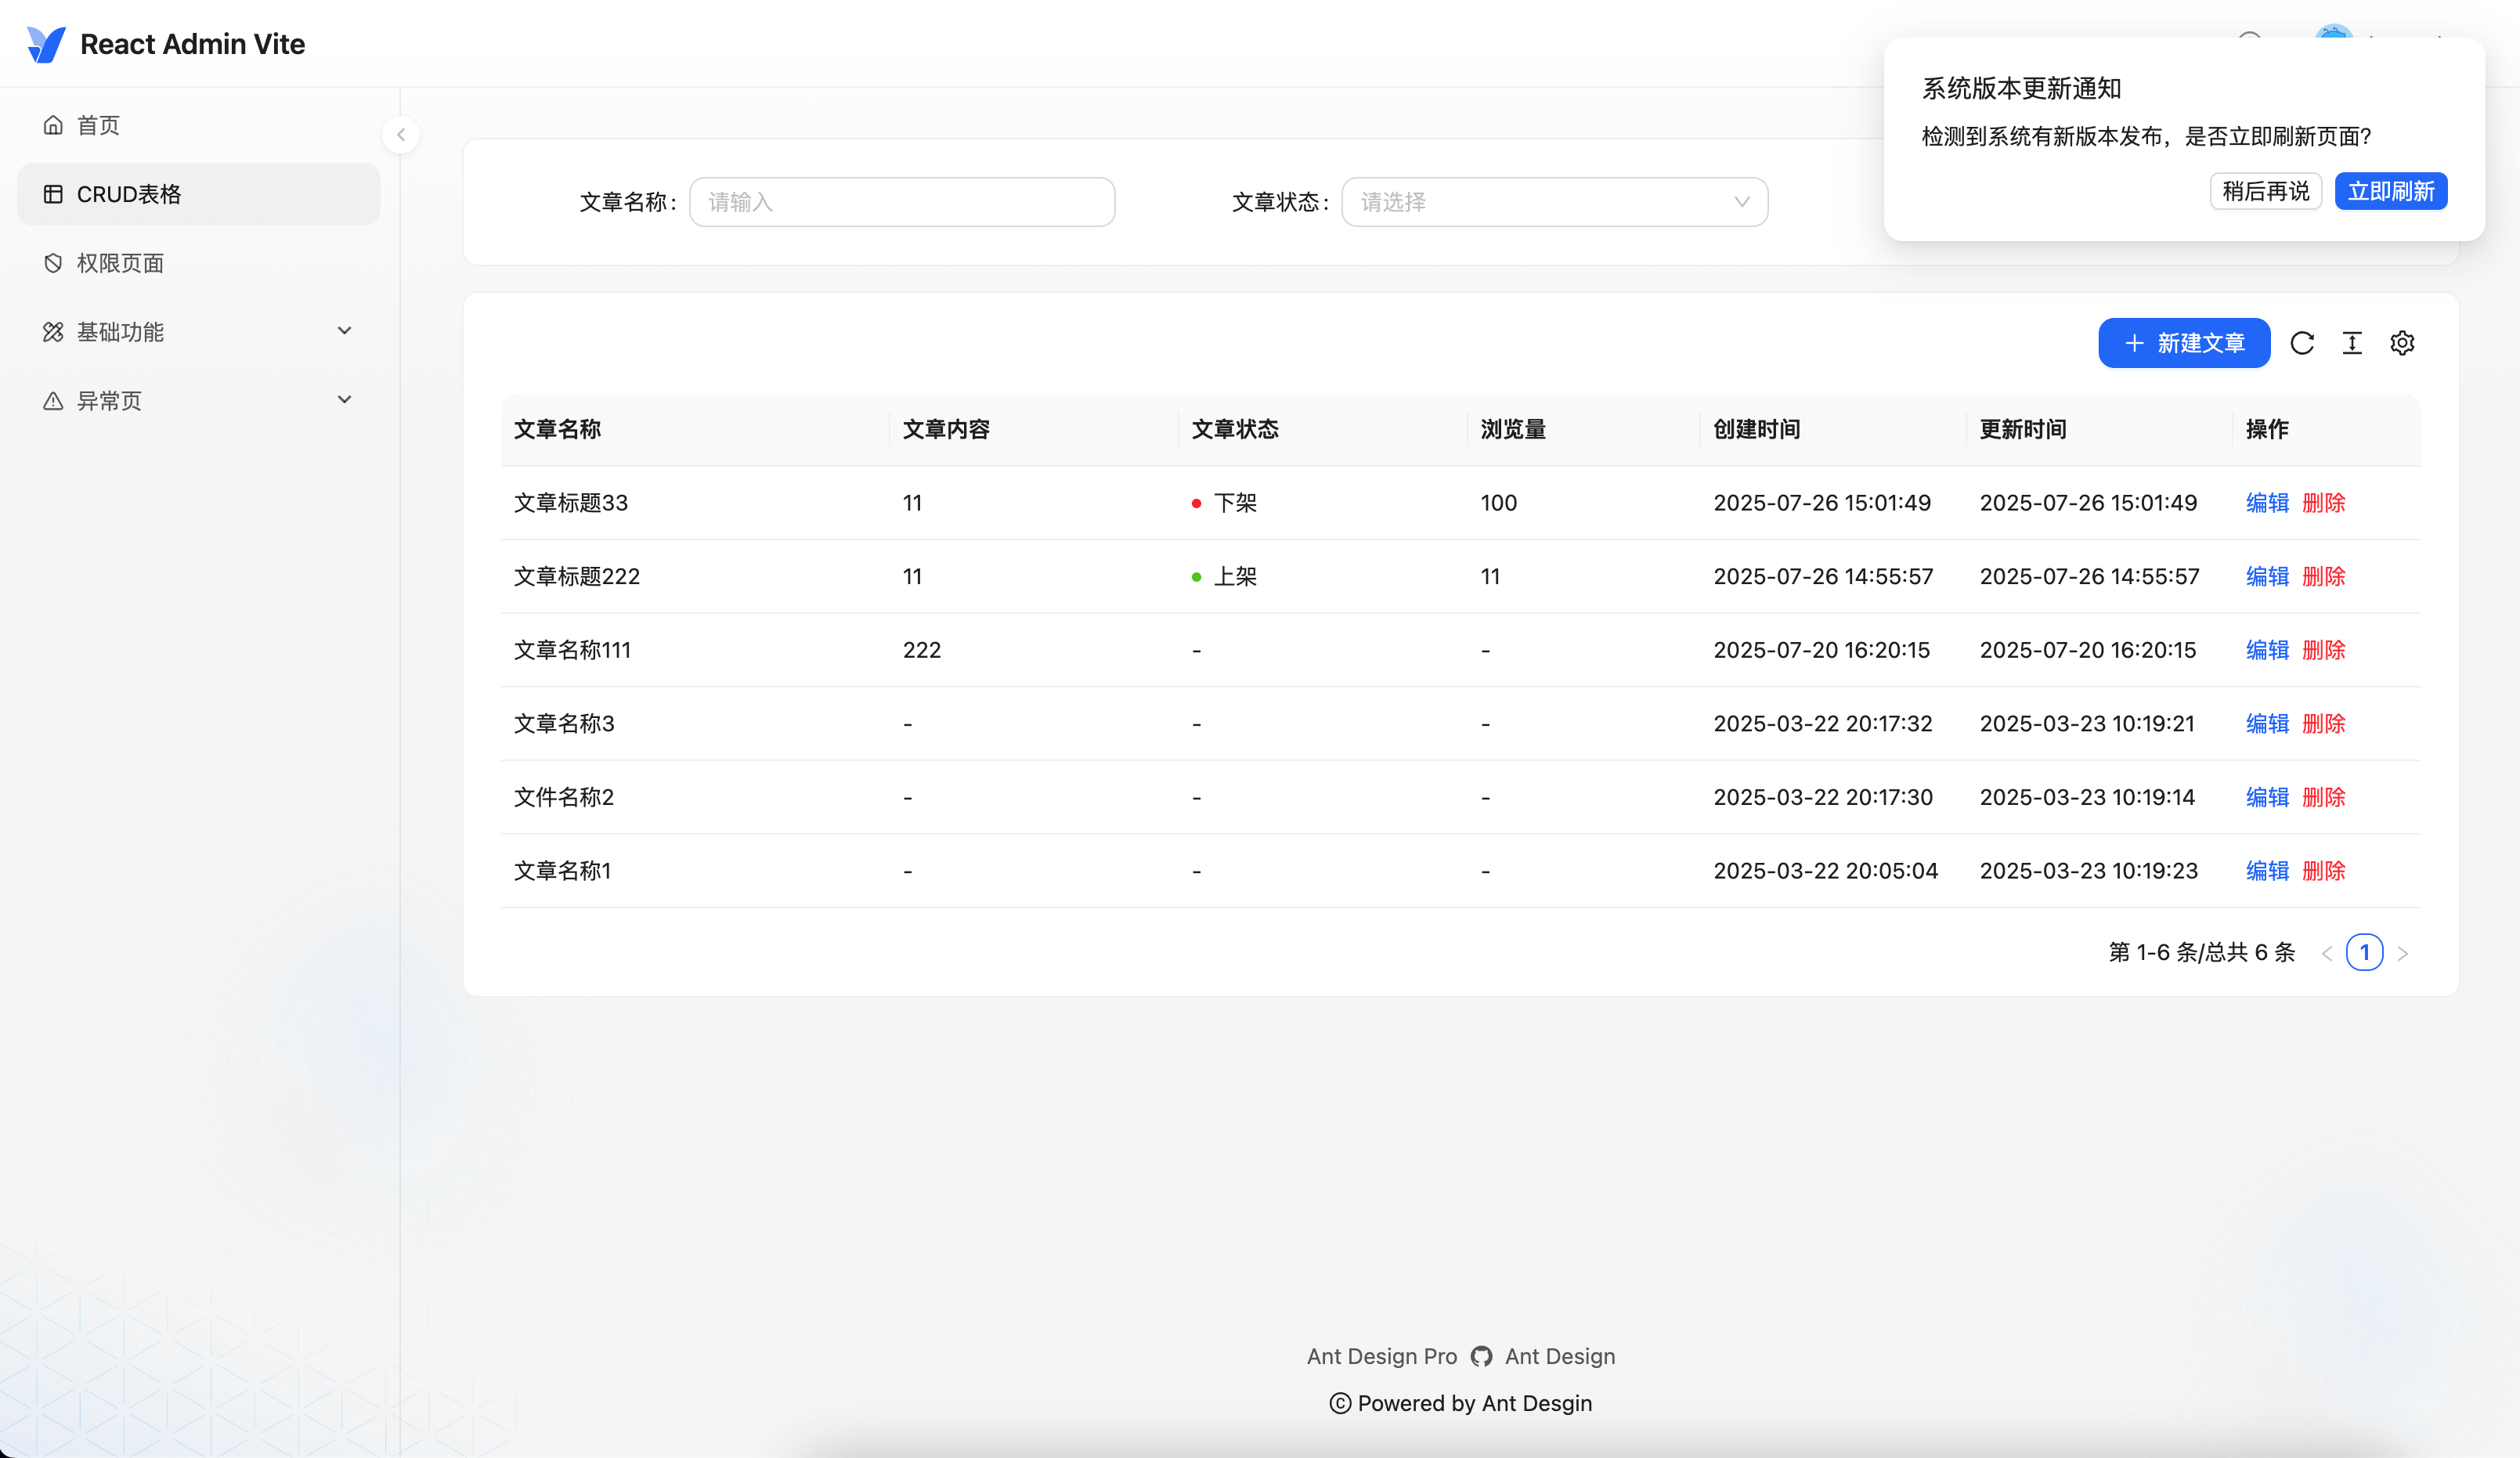 React Admin Vite
系统版本更新通知
检测到系统有新版本发布，是否立即刷新页面？
稍后再说 立即刷新
首页
CRUD表格
权限页面
基础功能
异常页
文章名称: 请输入 文章状态: 请选择
新建文章
文章名称 文章内容 文章状态 浏览量 创建时间 更新时间 操作
文章标题33 11 下架 100 2025-07-26 15:01:49 2025-07-26 15:01:49 编辑 删除
文章标题222 11 上架 11 2025-07-26 14:55:57 2025-07-26 14:55:57 编辑 删除
文章名称111 222 - - 2025-07-20 16:20:15 2025-07-20 16:20:15 编辑 删除
文章名称3 - - - 2025-03-22 20:17:32 2025-03-23 10:19:21 编辑 删除
文件名称2 - - - 2025-03-22 20:17:30 2025-03-23 10:19:14 编辑 删除
文章名称1 - - - 2025-03-22 20:05:04 2025-03-23 10:19:23 编辑 删除
第 1-6 条/总共 6 条 < 1 >
Ant Design Pro Ant Design
© Powered by Ant Desgin